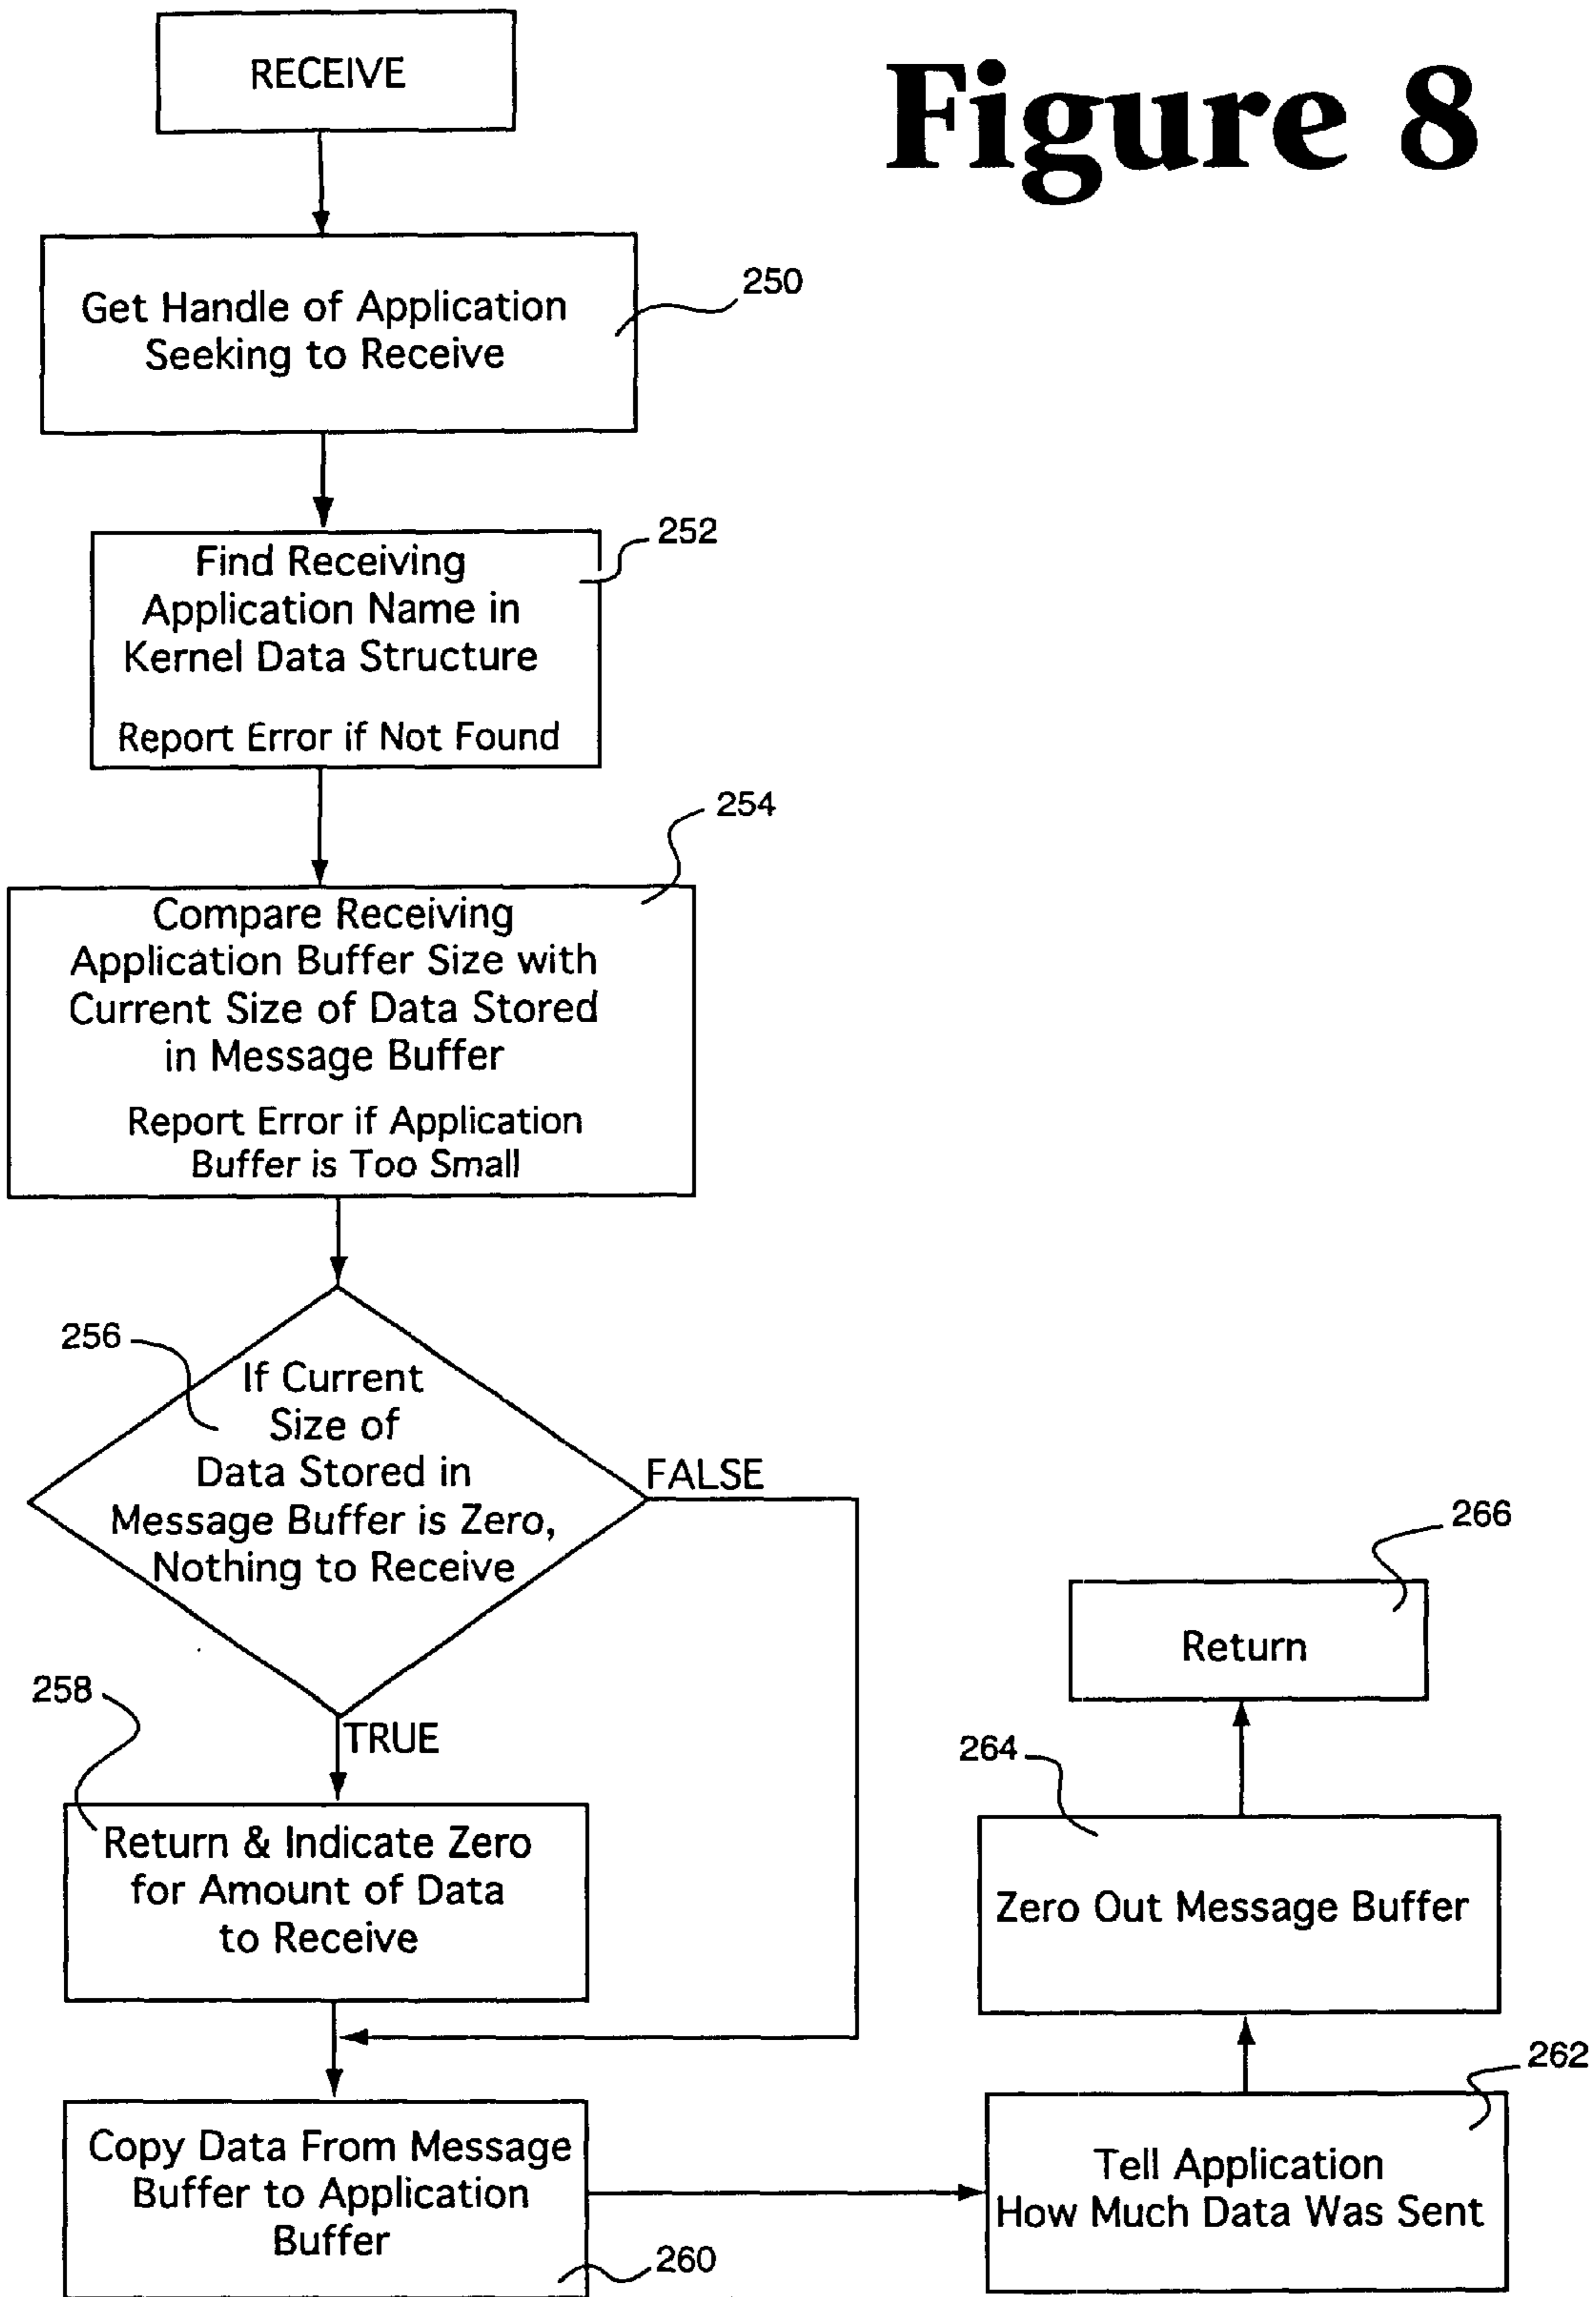 Figure 8
RECEIVE
250
Get Handle of Application
Seeking to Receive
252
Find Receiving
Application Name in
Kernel Data Structure
Report Error if Not Found
254
Compare Receiving
Application Buffer Size with
Current Size of Data Stored
in Message Buffer
Report Error if Application
Buffer is Too Small
256
If Current
Size of
Data Stored in
Message Buffer is Zero,
Nothing to Receive
FALSE
TRUE
258
Return & Indicate Zero
for Amount of Data
to Receive
Copy Data From Message
Buffer to Application
Buffer
260
262
Tell Application
How Much Data Was Sent
264
Zero Out Message Buffer
266
Return